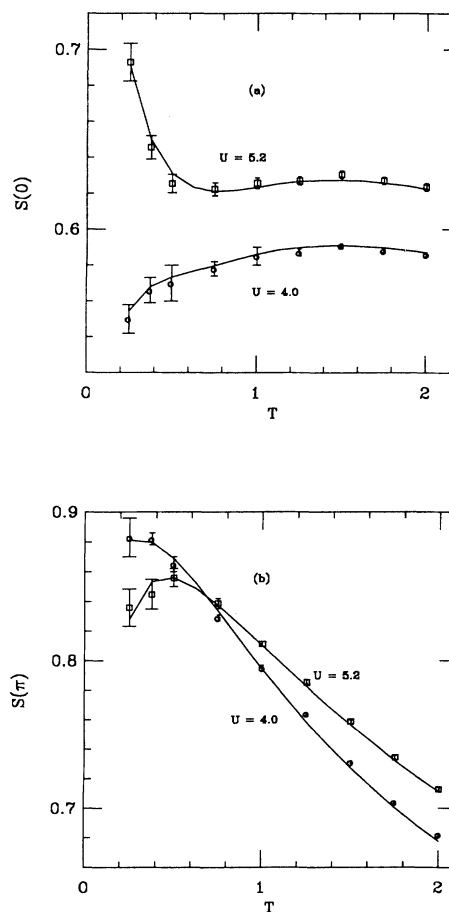 0.7
(a)
U = 5.2
S(0)
0.6
U = 4.0
0
1
2
T
0.9
(b)
0.8
S(π)
U = 5.2
U = 4.0
0.7
0
1
2
T